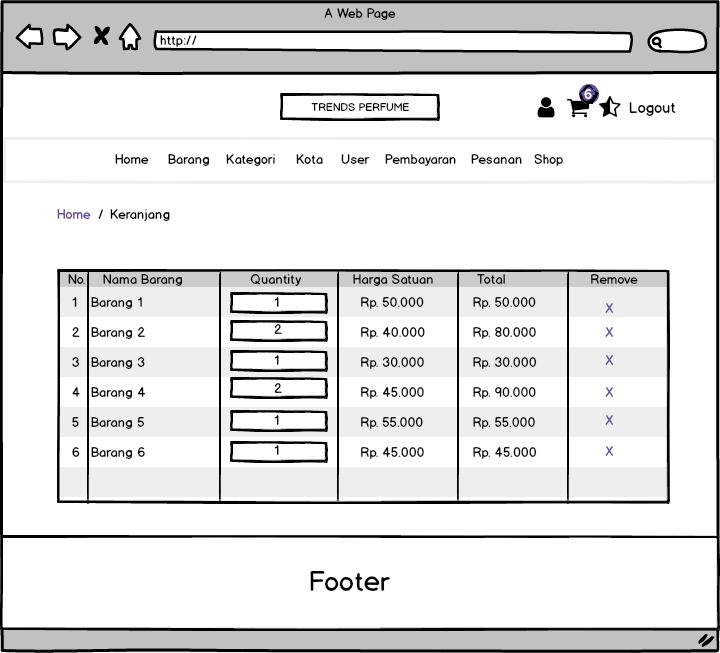 A Web Page
http://
TRENDS PERFUME
6
Logout
Home Barang Kategori Kota User Pembayaran Pesanan Shop
Home / Keranjang
No. Nama Barang Quantity Harga Satuan Total Remove
1 Barang 1 1 Rp. 50.000 Rp. 50.000 X
2 Barang 2 2 Rp. 40.000 Rp. 80.000 X
3 Barang 3 1 Rp. 30.000 Rp. 30.000 X
4 Barang 4 2 Rp. 45.000 Rp. 90.000 X
5 Barang 5 1 Rp. 55.000 Rp. 55.000 X
6 Barang 6 1 Rp. 45.000 Rp. 45.000 X
Footer